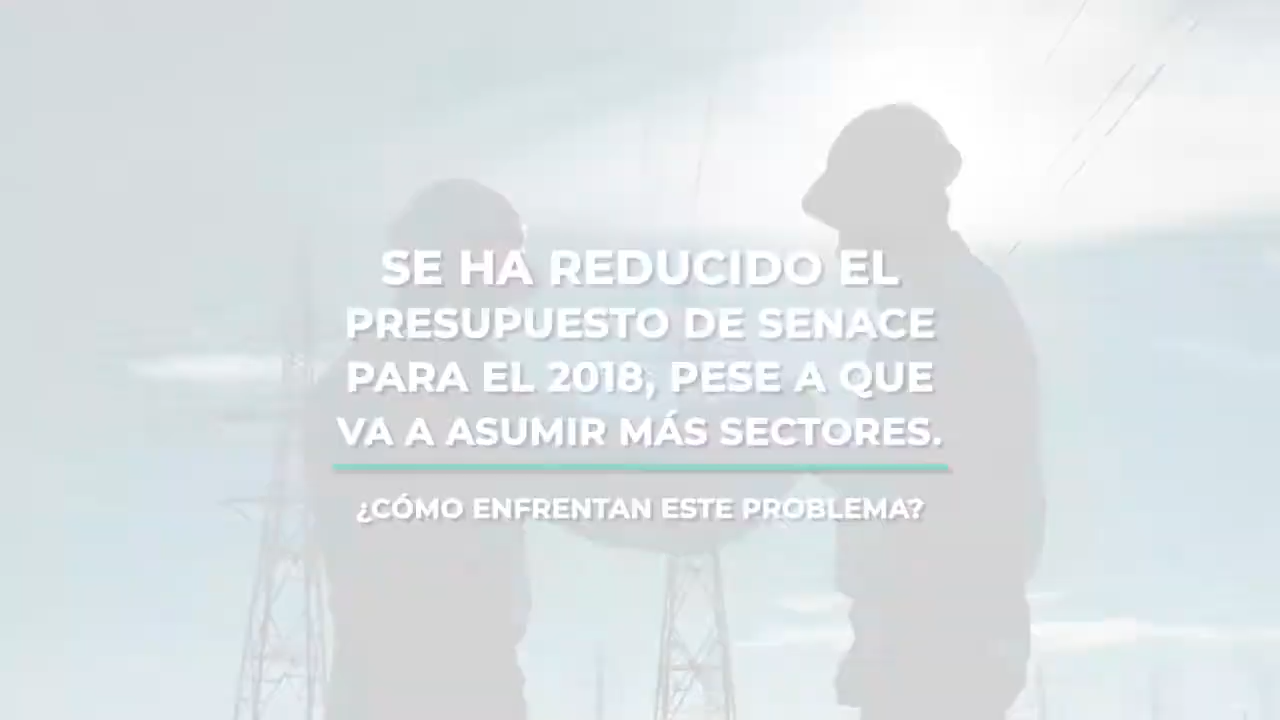 SE HA REDUCIDO EL
PRESUPUESTO DE SENACE
PARA EL 2018, PESE A QUE
VA A ASUMIR MÁS SECTORES.
¿CÓMO ENFRENTAN ESTE PROBLEMA?